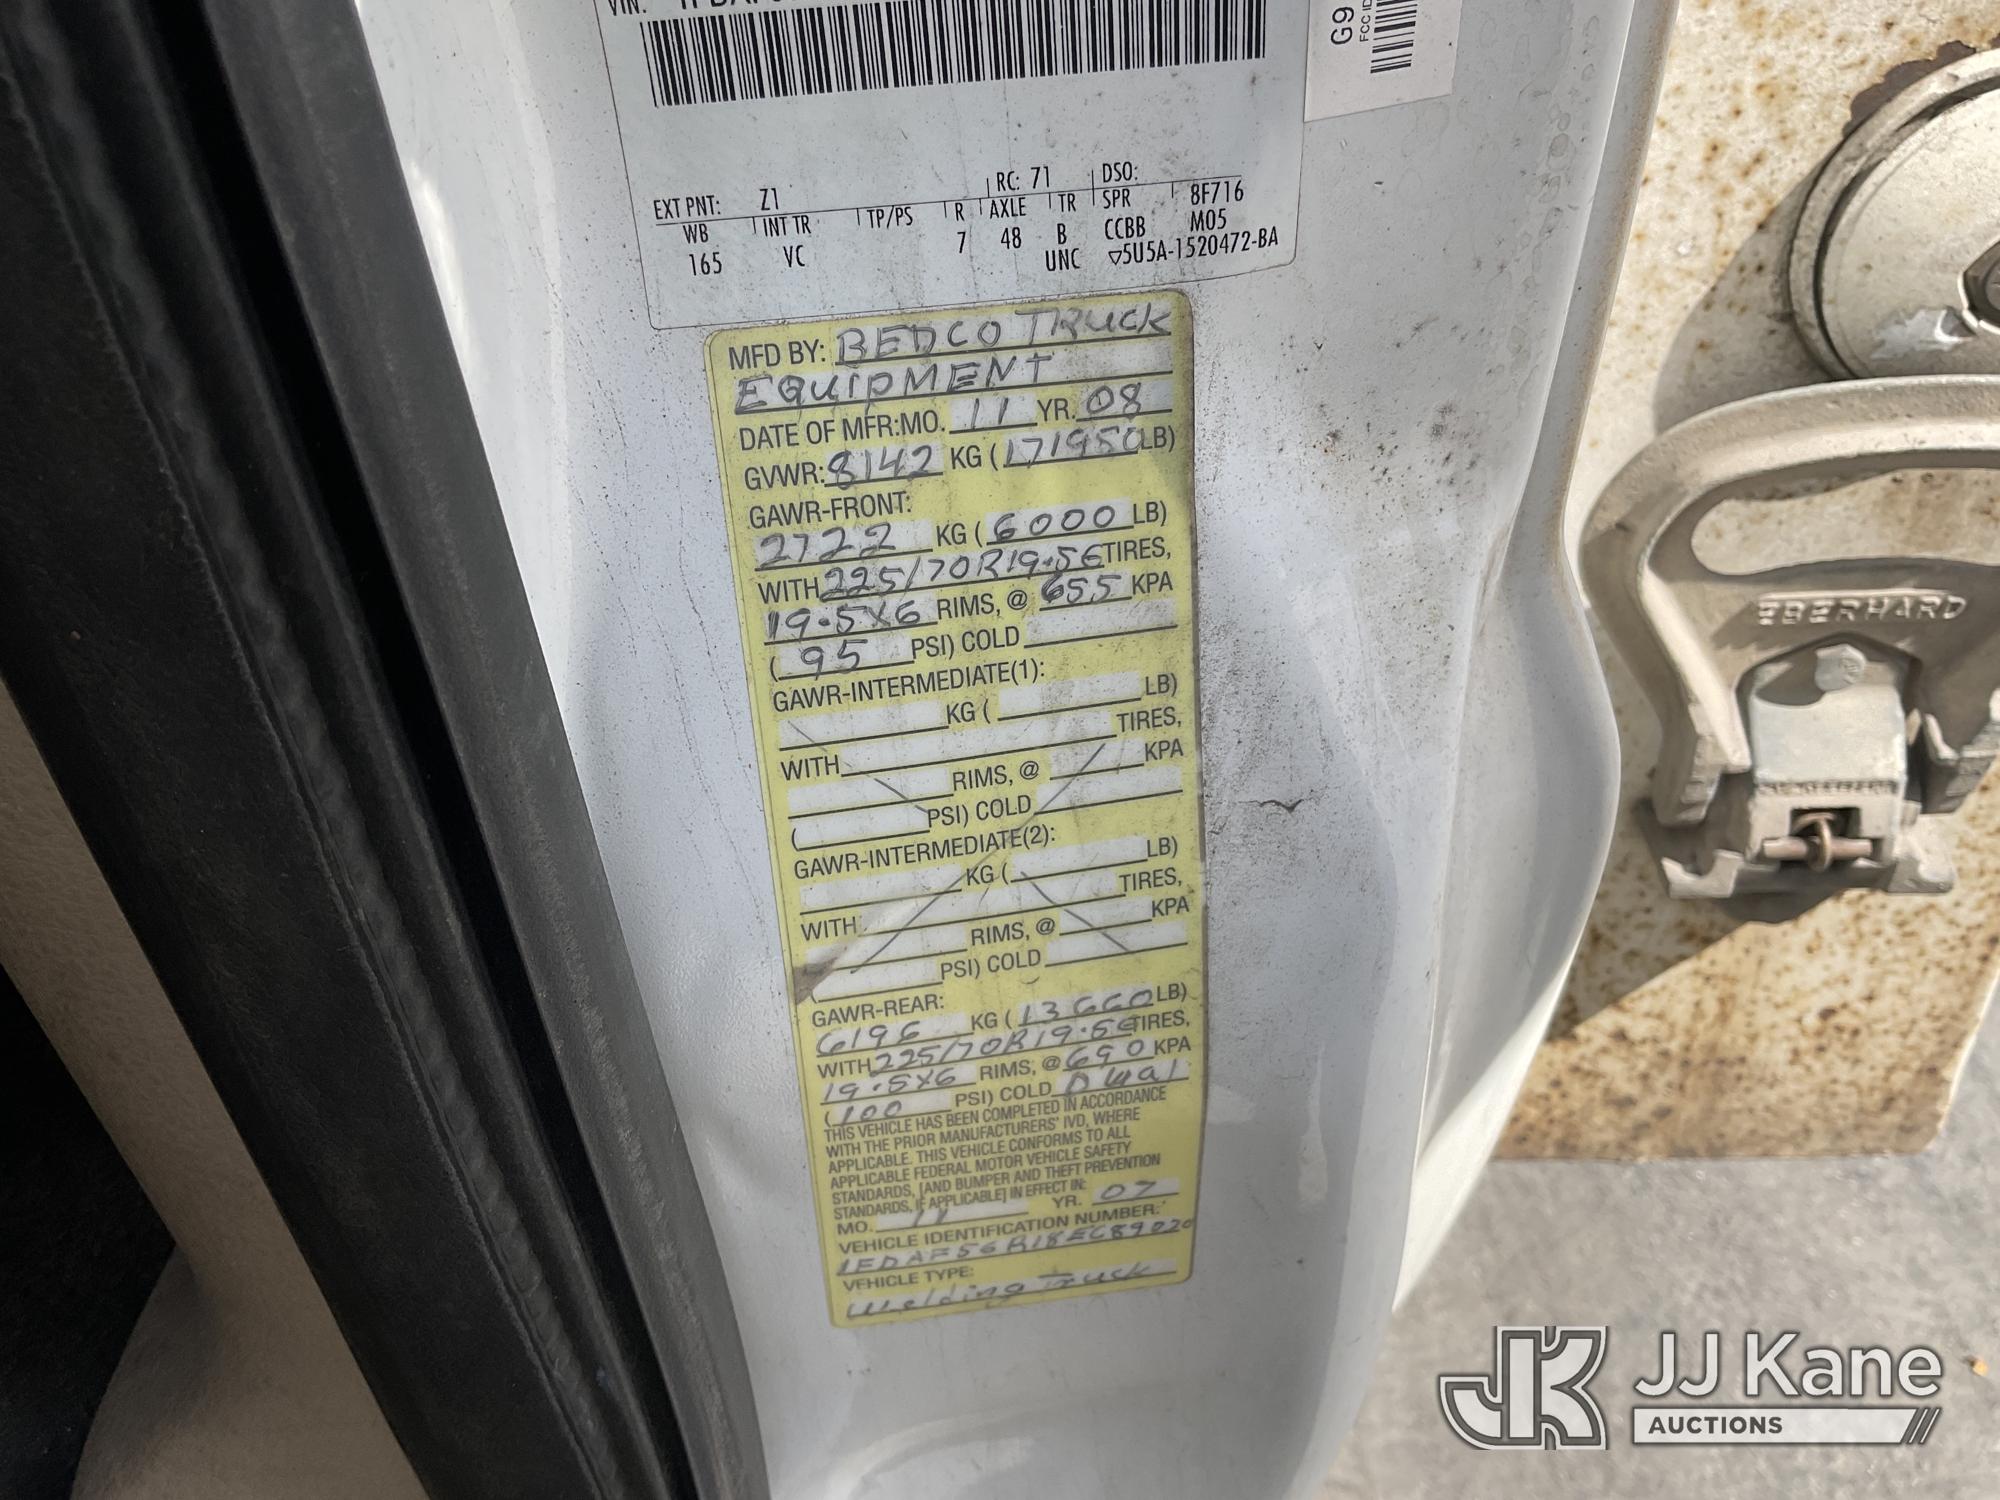 VIN:
G9
FCC ID
EXT PNT: Z1 RC: 71 DSO:
WB INT TR TP/PS R AXLE TR SPR 8F716
165 VC 7 48 B CCBB M05
UNC ▽5U5A-1520472-BA
MFD BY: BEDCO Truck
EQUIPMENT
DATE OF MFR:MO. 11 YR. 08
GVWR: 8142 KG (171950LB)
GAWR-FRONT:
2722 KG (6000 LB)
WITH 225/70R19.5E TIRES,
19.5X6 RIMS, @ 655 KPA
(95 PSI) COLD
GAWR-INTERMEDIATE(1):
KG ( LB)
WITH TIRES,
RIMS, @ KPA
( PSI) COLD
GAWR-INTERMEDIATE(2):
KG ( LB)
WITH TIRES,
RIMS, @ KPA
( PSI) COLD
GAWR-REAR:
6196 KG (13660 LB)
WITH 225/70R19.5E TIRES,
19.5X6 RIMS, @ 690 KPA
(100 PSI) COLD Dual
THIS VEHICLE HAS BEEN COMPLETED IN ACCORDANCE
WITH THE PRIOR MANUFACTURERS' IVD, WHERE
APPLICABLE. THIS VEHICLE CONFORMS TO ALL
APPLICABLE FEDERAL MOTOR VEHICLE SAFETY
STANDARDS, [AND BUMPER AND THEFT PREVENTION
STANDARDS, IF APPLICABLE] IN EFFECT IN:
MO. 11 YR. 07
VEHICLE IDENTIFICATION NUMBER:
1FDAF56R18EC89020
VEHICLE TYPE:
Welding Truck
EBERHARD
JJ Kane
AUCTIONS